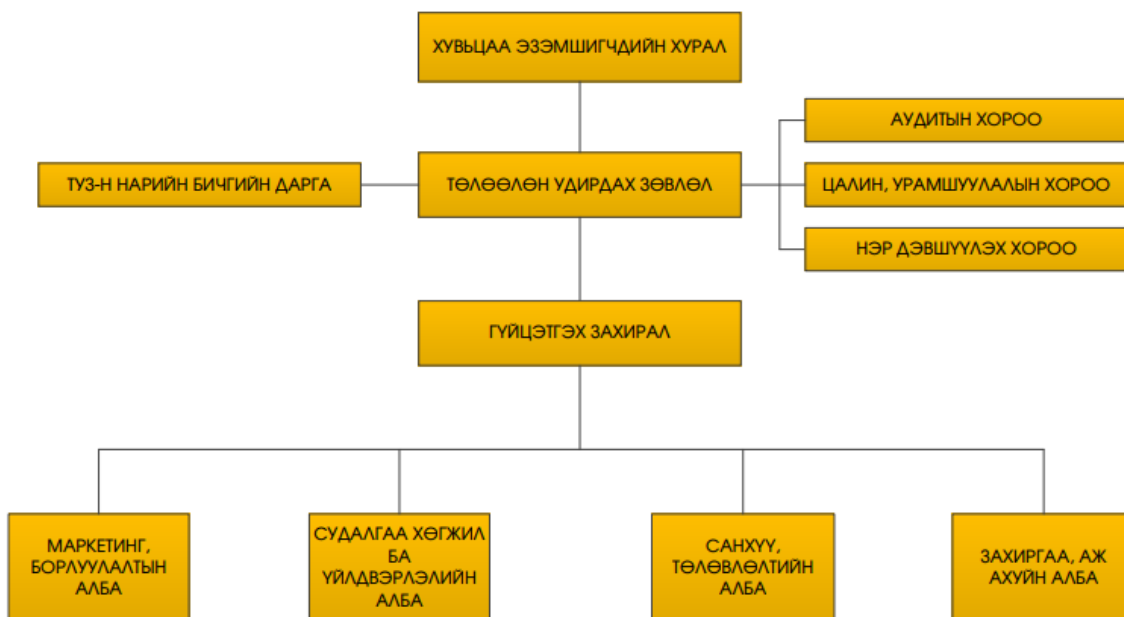 ХУВЬЦАА ЭЗЭМШИГЧДИЙН ХУРАЛ
АУДИТЫН ХОРОО
ТУЗ-Н НАРИЙН БИЧГИЙН ДАРГА
ТӨЛӨӨЛӨН УДИРДАХ ЗӨВЛӨЛ
ЦАЛИН, УРАМШУУЛАЛЫН ХОРОО
НЭР ДЭВШҮҮЛЭХ ХОРОО
ГҮЙЦЭТГЭХ ЗАХИРАЛ
МАРКЕТИНГ,
БОРЛУУЛАЛТЫН
АЛБА
СУДАЛГАА ХӨГЖИЛ
БА
ҮЙЛДВЭРЛЭЛИЙН
АЛБА
САНХҮҮ,
ТӨЛӨВЛӨЛТИЙН
АЛБА
ЗАХИРГАА, АЖ
АХУЙН АЛБА